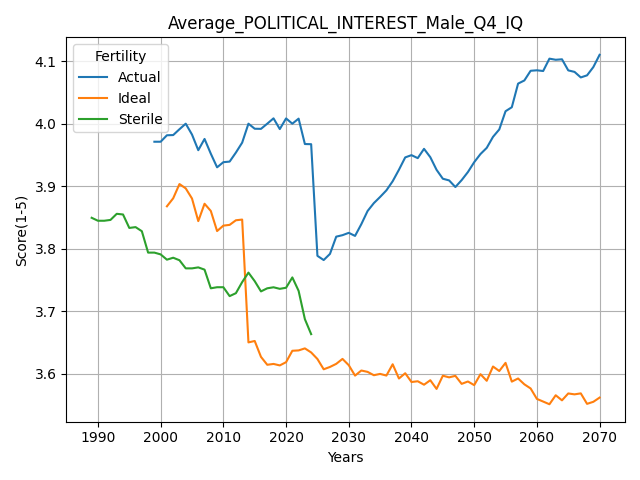 Average_POLITICAL_INTEREST_Male_Q4_IQ
Fertility
Actual
Ideal
Sterile
Score(1-5)
4.1
4.0
3.9
3.8
3.7
3.6
1990 2000 2010 2020 2030 2040 2050 2060 2070
Years